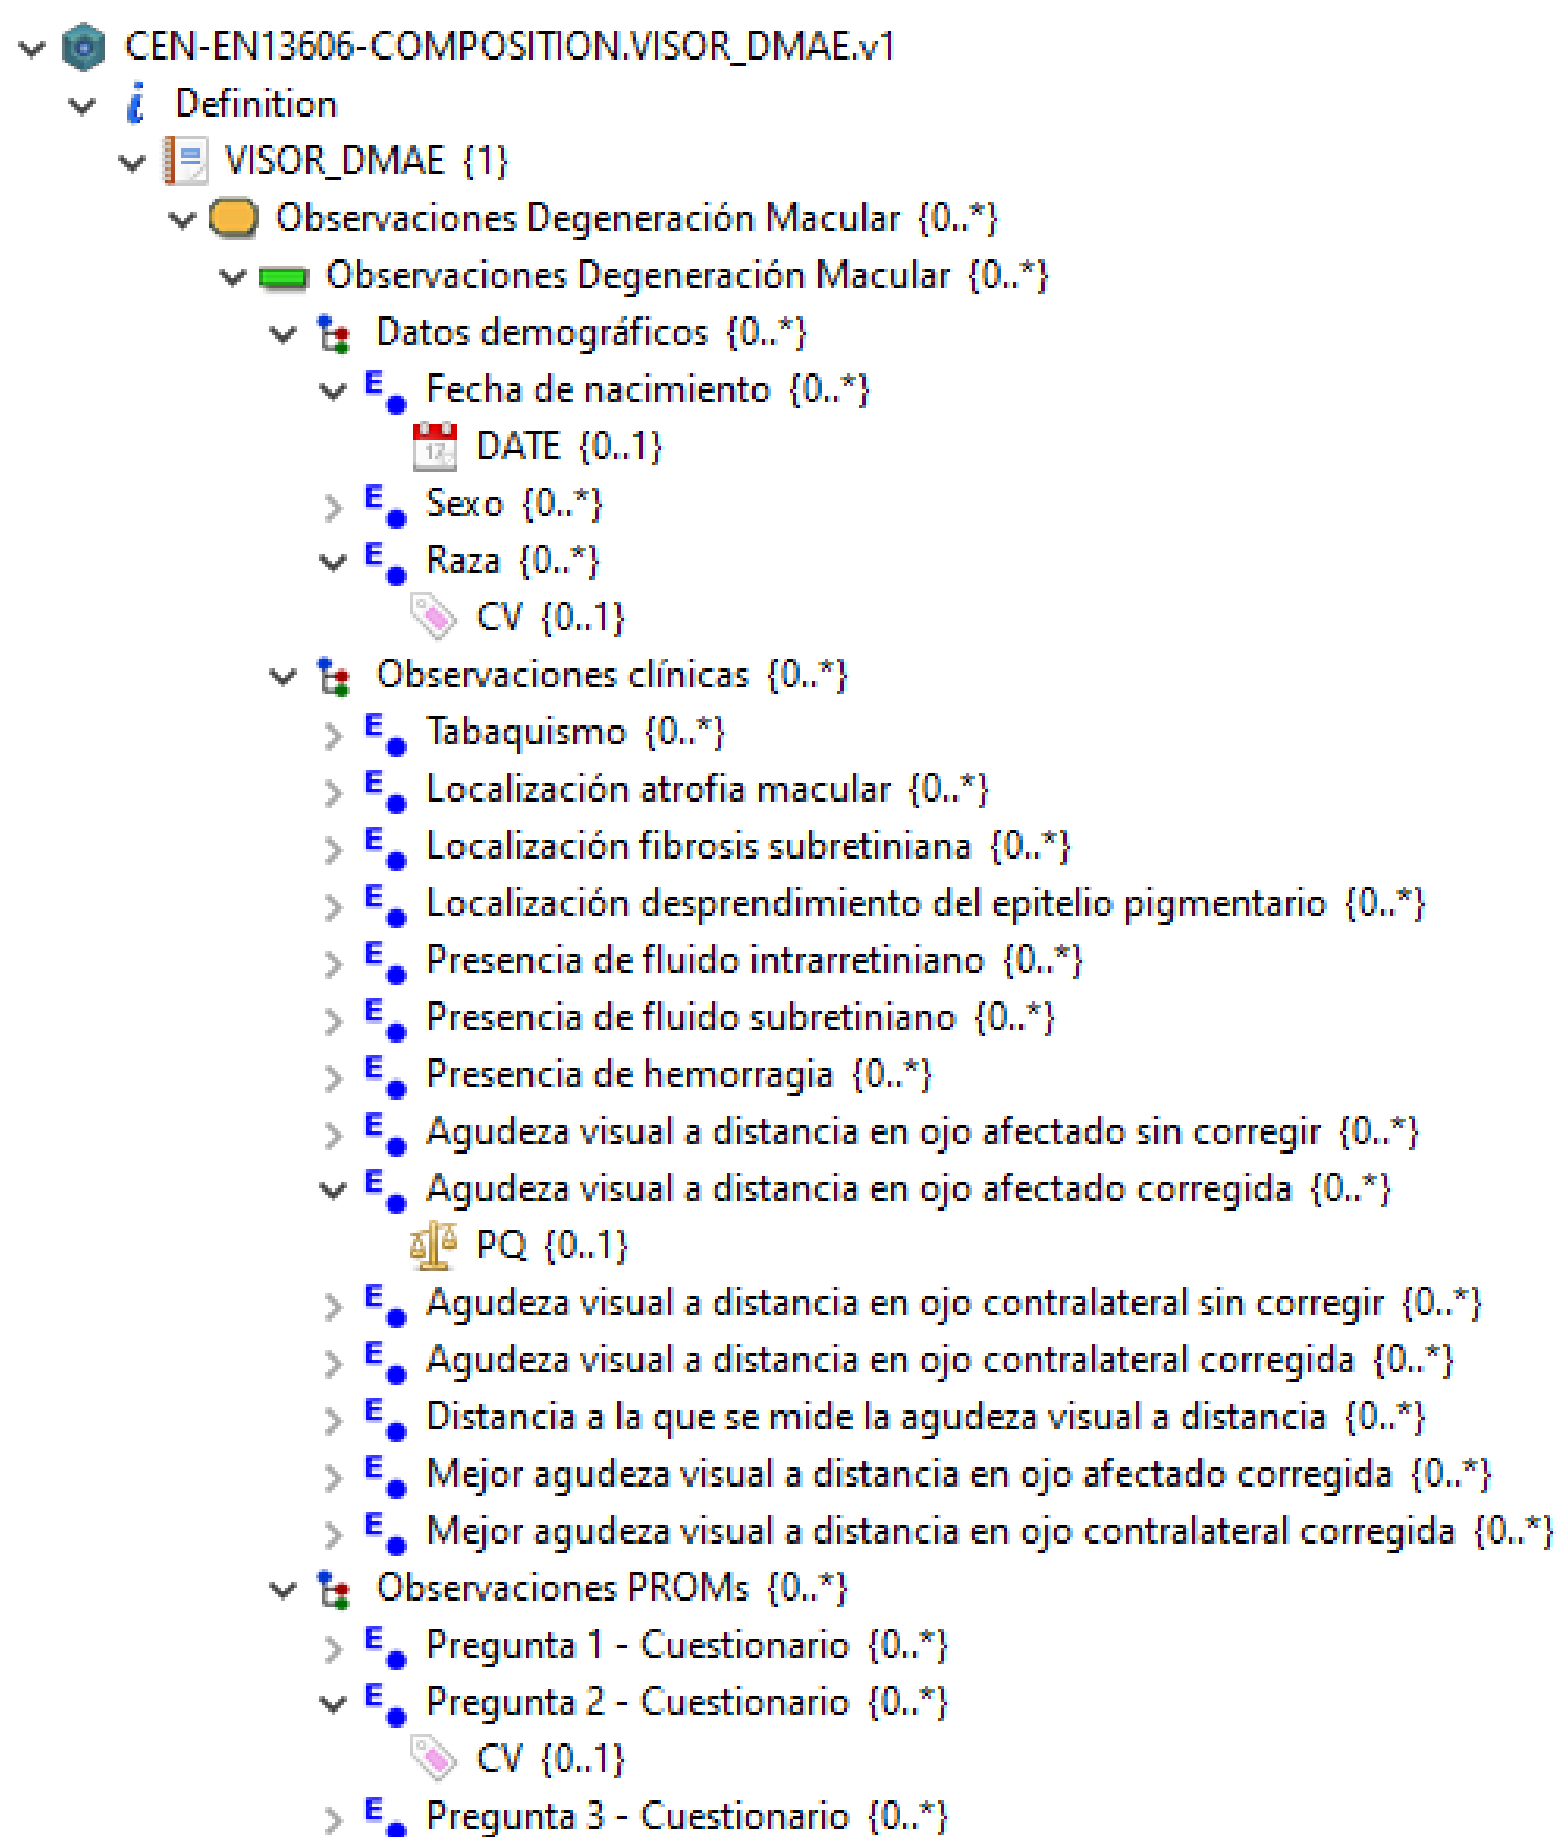 CEN-EN13606-COMPOSITION.VISOR_DMAE.v1
Definition
VISOR_DMAE {1}
Observaciones Degeneración Macular {0..*}
Observaciones Degeneración Macular {0..*}
Datos demográficos {0..*}
E Fecha de nacimiento {0..*}
17 DATE {0..1}
E Sexo {0..*}
E Raza {0..*}
CV {0..1}
Observaciones clínicas {0..*}
E Tabaquismo {0..*}
E Localización atrofia macular {0..*}
E Localización fibrosis subretiniana {0..*}
E Localización desprendimiento del epitelio pigmentario {0..*}
E Presencia de fluido intrarretiniano {0..*}
E Presencia de fluido subretiniano {0..*}
E Presencia de hemorragia {0..*}
E Agudeza visual a distancia en ojo afectado sin corregir {0..*}
E Agudeza visual a distancia en ojo afectado corregida {0..*}
PQ {0..1}
E Agudeza visual a distancia en ojo contralateral sin corregir {0..*}
E Agudeza visual a distancia en ojo contralateral corregida {0..*}
E Distancia a la que se mide la agudeza visual a distancia {0..*}
E Mejor agudeza visual a distancia en ojo afectado corregida {0..*}
E Mejor agudeza visual a distancia en ojo contralateral corregida {0..*}
Observaciones PROMs {0..*}
E Pregunta 1 - Cuestionario {0..*}
E Pregunta 2 - Cuestionario {0..*}
CV {0..1}
E Pregunta 3 - Cuestionario {0..*}